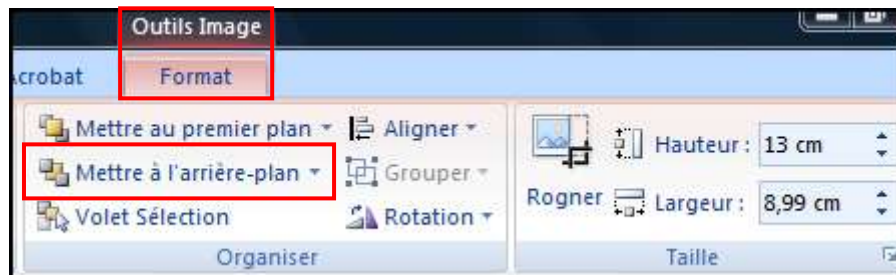 Outils Image
Acrobat Format
Mettre au premier plan Aligner
Mettre à l'arrière-plan Grouper
Volet Sélection Rotation
Organiser
Rogner
Hauteur : 13 cm
Largeur : 8,99 cm
Taille